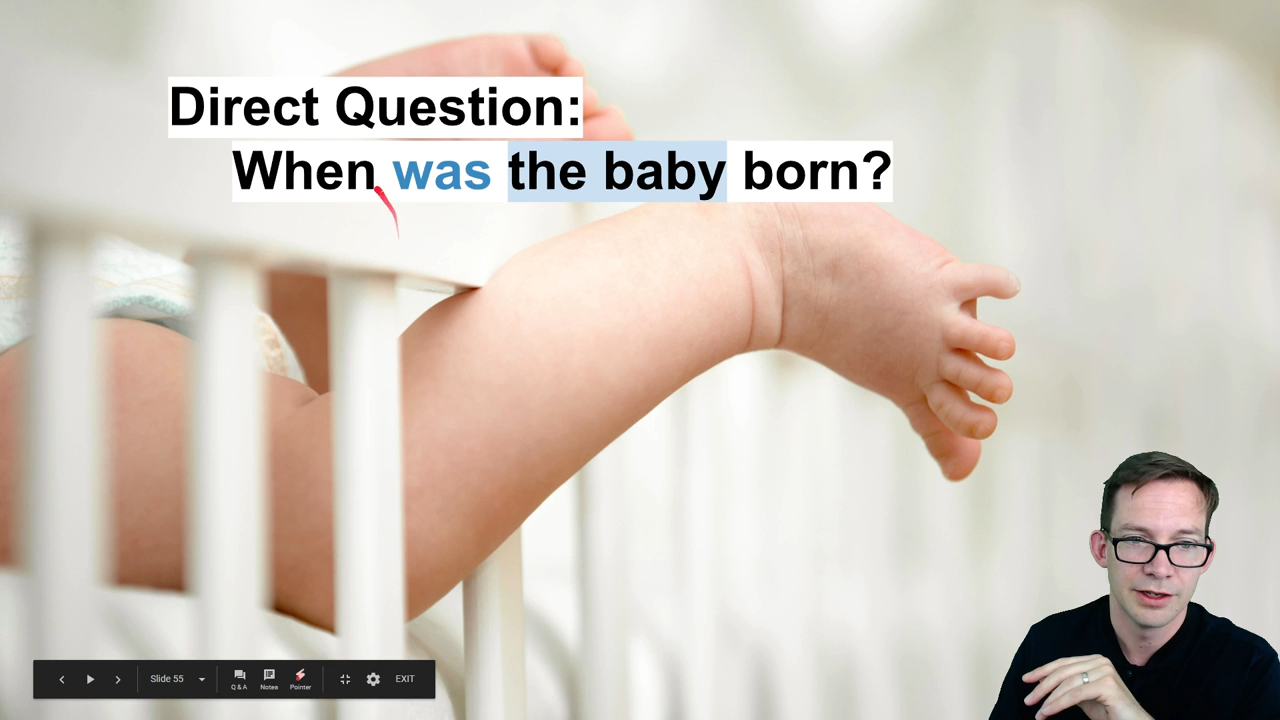 Direct Question:
When was the baby born?
Slide 55
Q & A
Notes
Pointer
EXIT